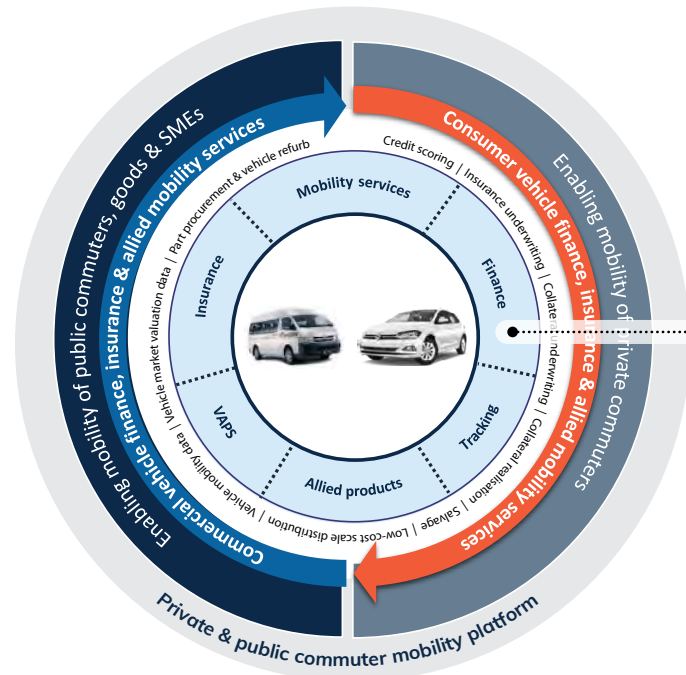 Enabling mobility of public commuters, goods & SMEs
Commercial vehicle finance, insurance & allied mobility services
Consumer vehicle finance, insurance & allied mobility services
Enabling mobility of private commuters
Credit scoring | Insurance underwriting | Collateral underwriting | Collateral realisation | Salvage | Low-cost scale distribution | Vehicle mobility data | Vehicle market valuation data | Part procurement & vehicle refurb
Mobility services
Finance
Tracking
Allied products
VAPS
Insurance
Private & public commuter mobility platform